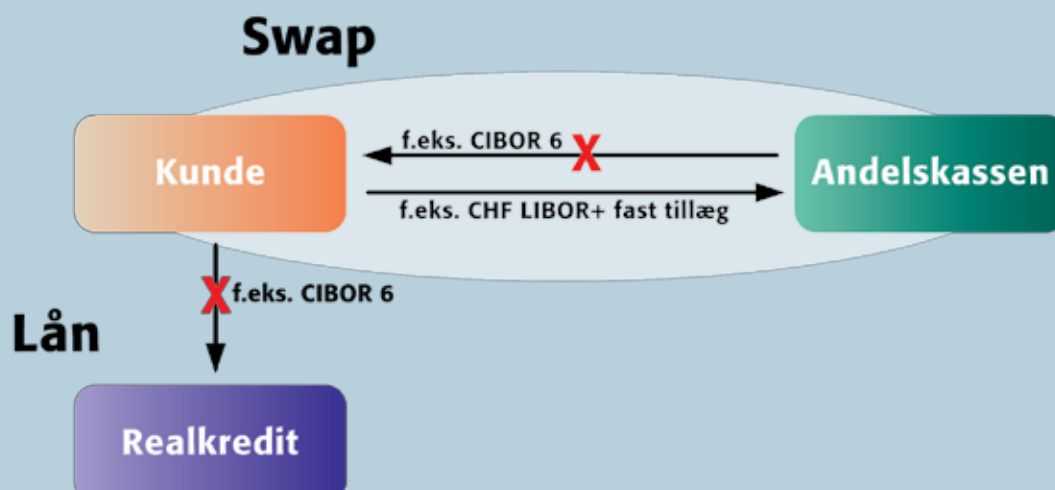 Swap
Kunde
f.eks. CIBOR 6
Andelskassen
f.eks. CHF LIBOR+ fast tillæg
f.eks. CIBOR 6
Lån
Realkredit